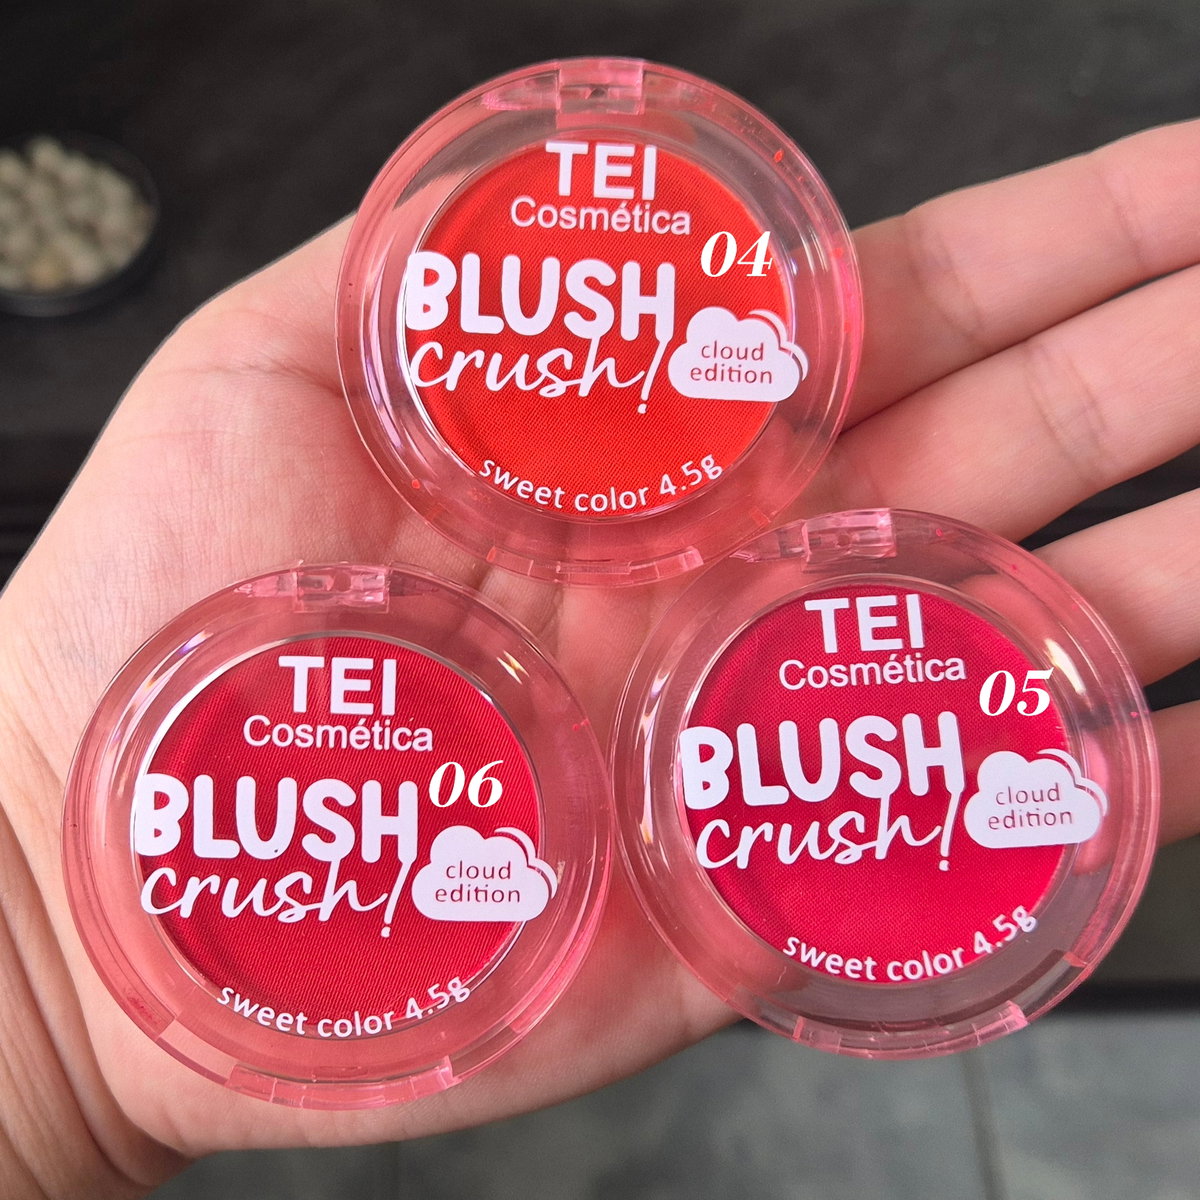 TEI
Cosmética
04
BLUSH
crush!
cloud
edition
sweet color 4.5g
TEI
Cosmética
06
BLUSH
crush!
cloud
edition
sweet color 4.5g
TEI
Cosmética
05
BLUSH
crush!
cloud
edition
sweet color 4.5g